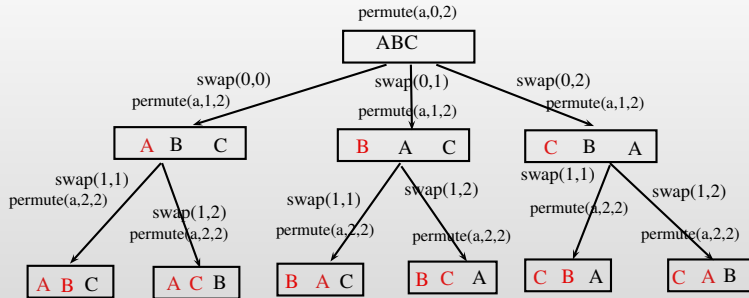 permute(a,0,2)
ABC
swap(0,0)
swap(0,1)
swap(0,2)
permute(a,1,2)
permute(a,1,2)
permute(a,1,2)
A B C
B A C
C B A
swap(1,1)
permute(a,2,2)
swap(1,2)
permute(a,2,2)
swap(1,1)
permute(a,2,2)
swap(1,2)
permute(a,2,2)
swap(1,1)
permute(a,2,2)
swap(1,2)
permute(a,2,2)
A B C
A C B
B A C
B C A
C B A
C A B